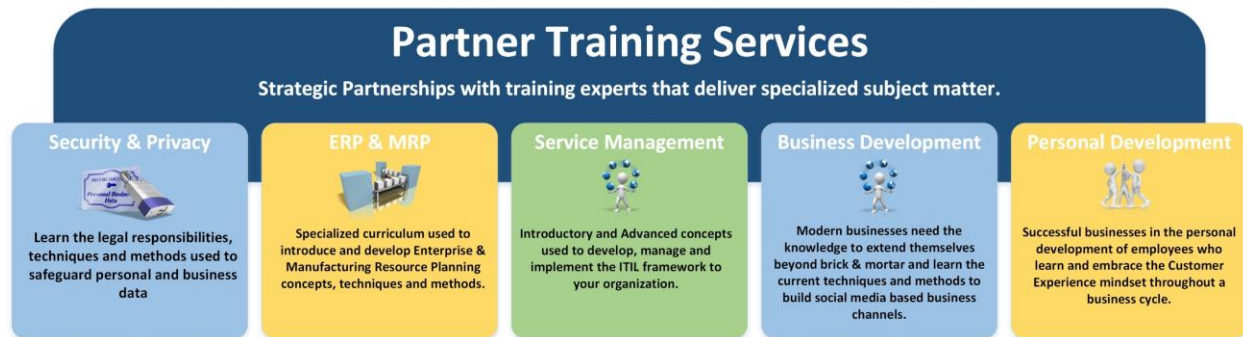 Partner Training Services
Strategic Partnerships with training experts that deliver specialized subject matter.
Security & Privacy
Personal Business
Data
Learn the legal responsibilities,
techniques and methods used to
safeguard personal and business
data
ERP & MRP
Specialized curriculum used to
introduce and develop Enterprise &
Manufacturing Resource Planning
concepts, techniques and methods.
Service Management
Introductory and Advanced concepts
used to develop, manage and
implement the ITIL framework to
your organization.
Business Development
Modern businesses need the
knowledge to extend themselves
beyond brick & mortar and learn the
current techniques and methods to
build social media based business
channels.
Personal Development
Successful businesses in the personal
development of employees who
learn and embrace the Customer
Experience mindset throughout a
business cycle.